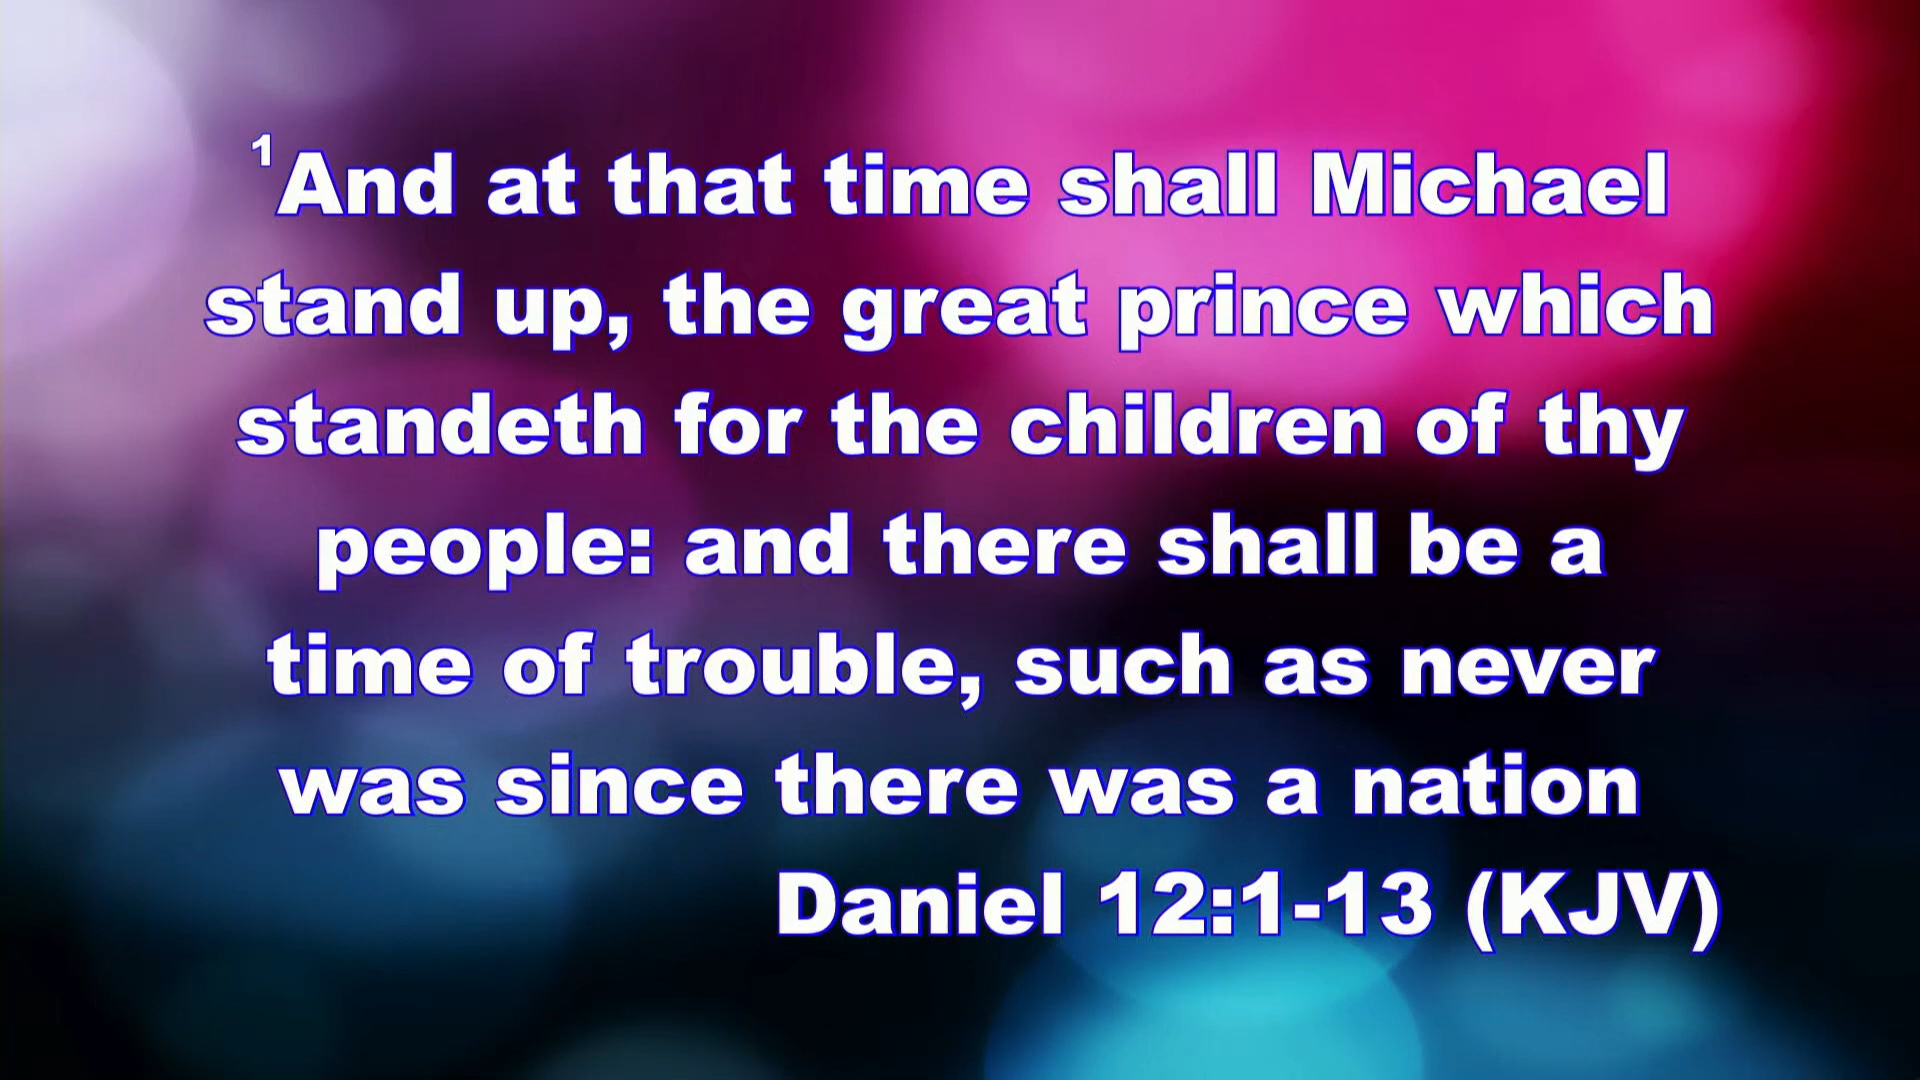 ¹And at that time shall Michael
stand up, the great prince which
standeth for the children of thy
people: and there shall be a
time of trouble, such as never
was since there was a nation
Daniel 12:1-13 (KJV)